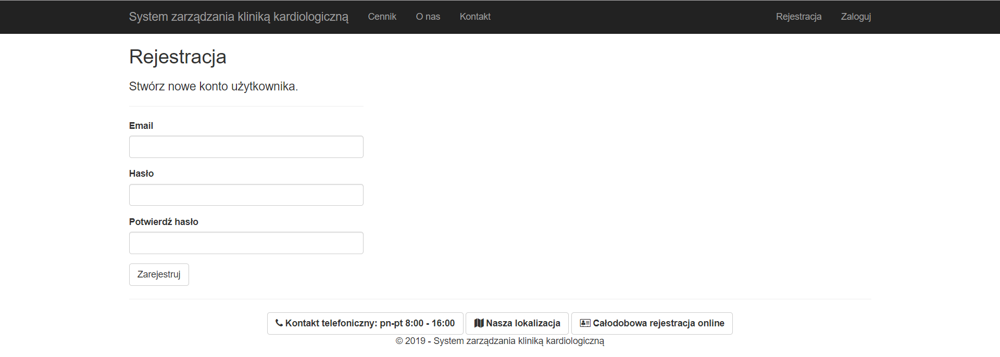 System zarządzania kliniką kardiologiczną Cennik O nas Kontakt Rejestracja Zaloguj
Rejestracja
Stwórz nowe konto użytkownika.
Email
Hasło
Potwierdź hasło
Zarejestruj
Kontakt telefoniczny: pn-pt 8:00 - 16:00 Nasza lokalizacja Całodobowa rejestracja online
© 2019 - System zarządzania kliniką kardiologiczną